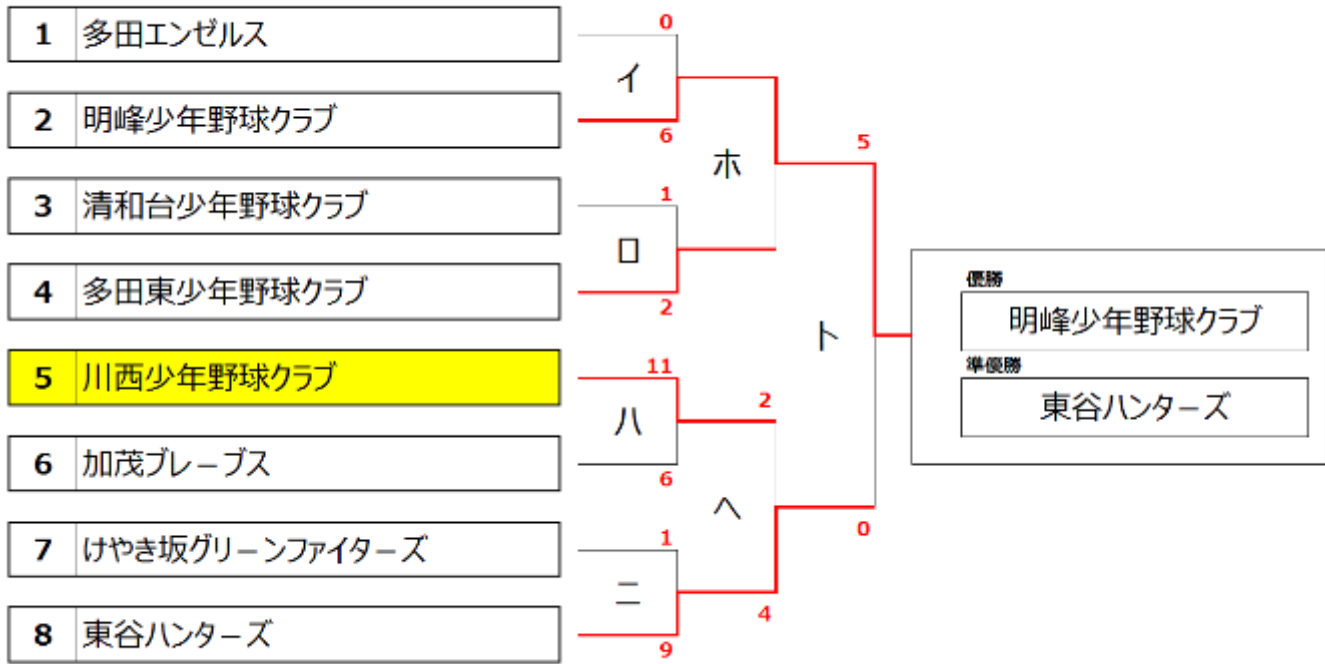 1 多田エンゼルス
2 明峰少年野球クラブ
3 清和台少年野球クラブ
4 多田東少年野球クラブ
5 川西少年野球クラブ
6 加茂ブレーブス
7 けやき坂グリーンファイターズ
8 東谷ハンターズ
0
イ
6
1
ロ
2
11
ハ
6
1
ニ
9
ホ
2
ヘ
4
5
ト
0
優勝
明峰少年野球クラブ
準優勝
東谷ハンターズ